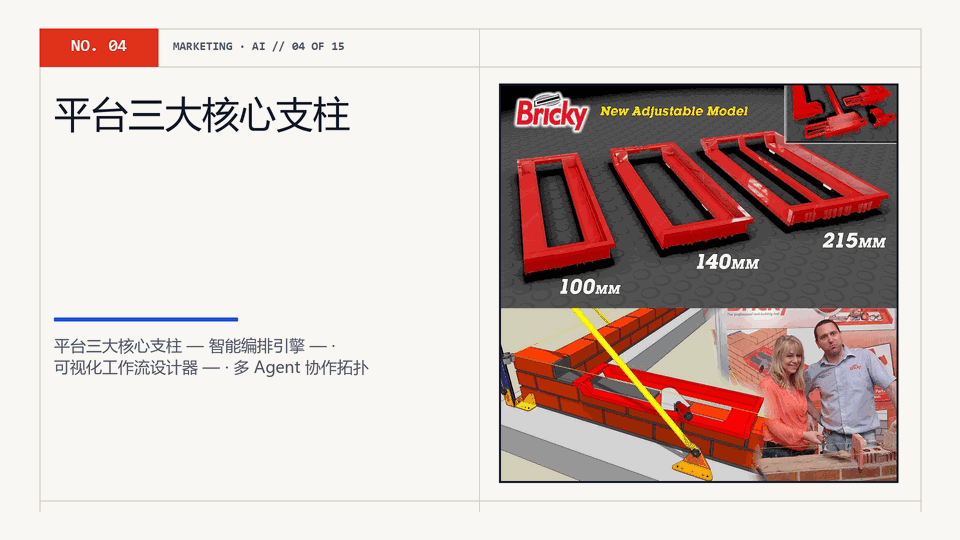 NO. 04
MARKETING · AI // 04 OF 15
平台三大核心支柱
平台三大核心支柱 — 智能编排引擎 — ·
可视化工作流设计器 — · 多 Agent 协作拓扑
Bricky
New Adjustable Model
100MM
140MM
215MM